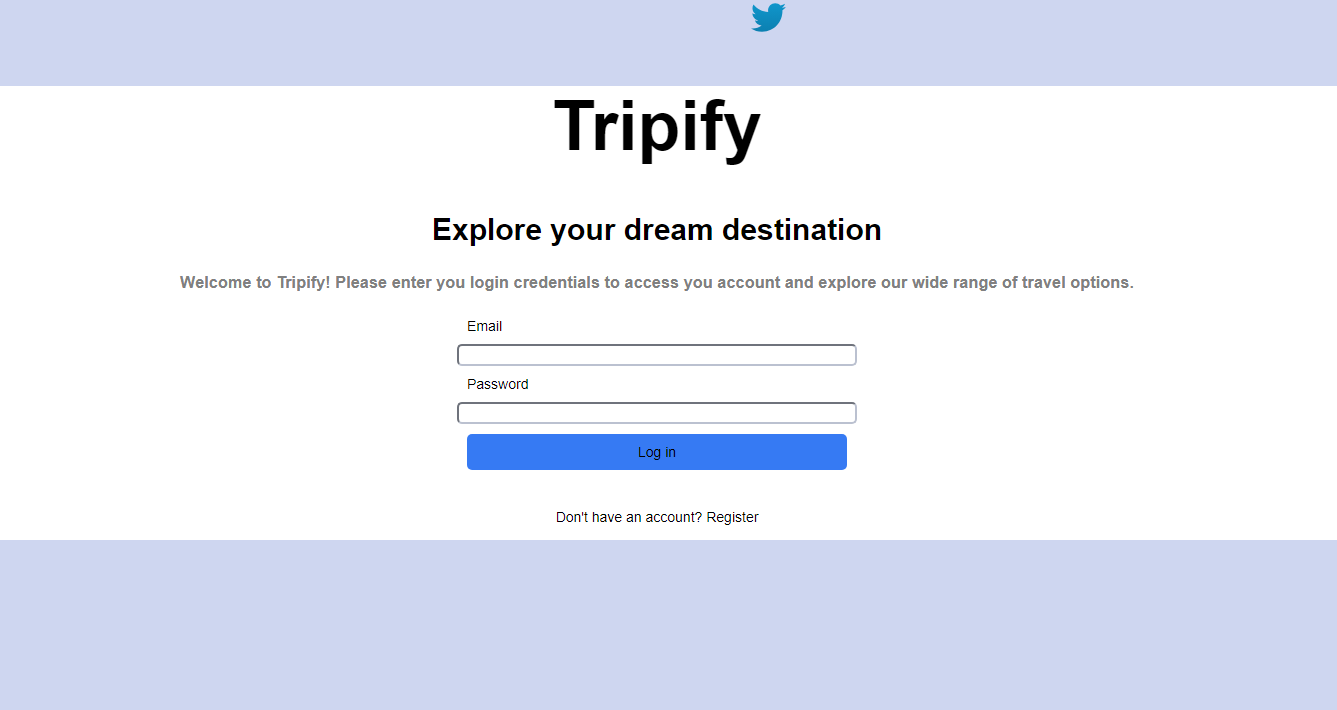 Tripify
Explore your dream destination
Welcome to Tripify! Please enter you login credentials to access you account and explore our wide range of travel options.
Email
Password
Log in
Don't have an account? Register